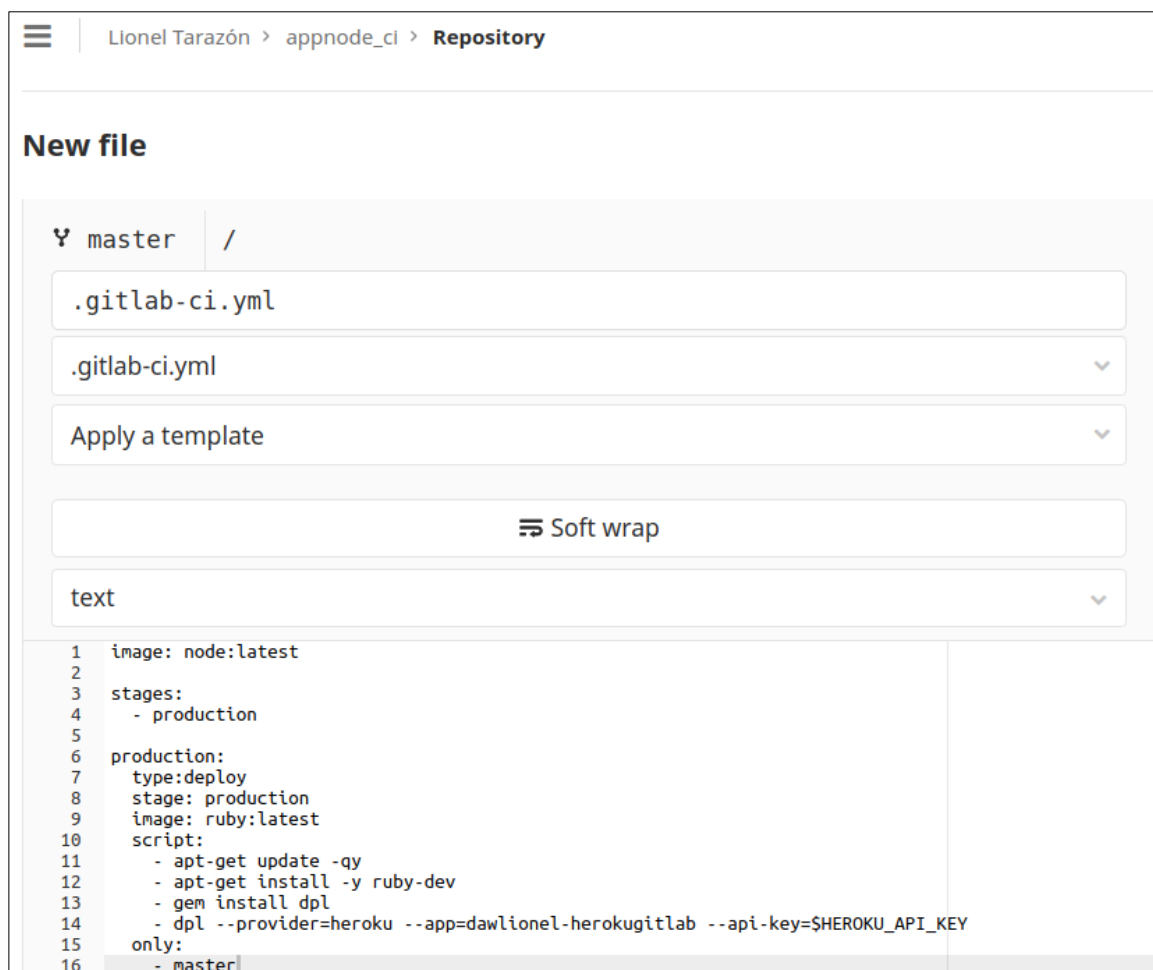 Lionel Tarazón > appnode_ci > Repository
New file
master /
.gitlab-ci.yml
.gitlab-ci.yml
Apply a template
Soft wrap
text
1 image: node:latest
2
3 stages:
4   - production
5
6 production:
7   type:deploy
8   stage: production
9   image: ruby:latest
10   script:
11     - apt-get update -qy
12     - apt-get install -y ruby-dev
13     - gem install dpl
14     - dpl --provider=heroku --app=dawlionel-herokugitlab --api-key=$HEROKU_API_KEY
15   only:
16     - master